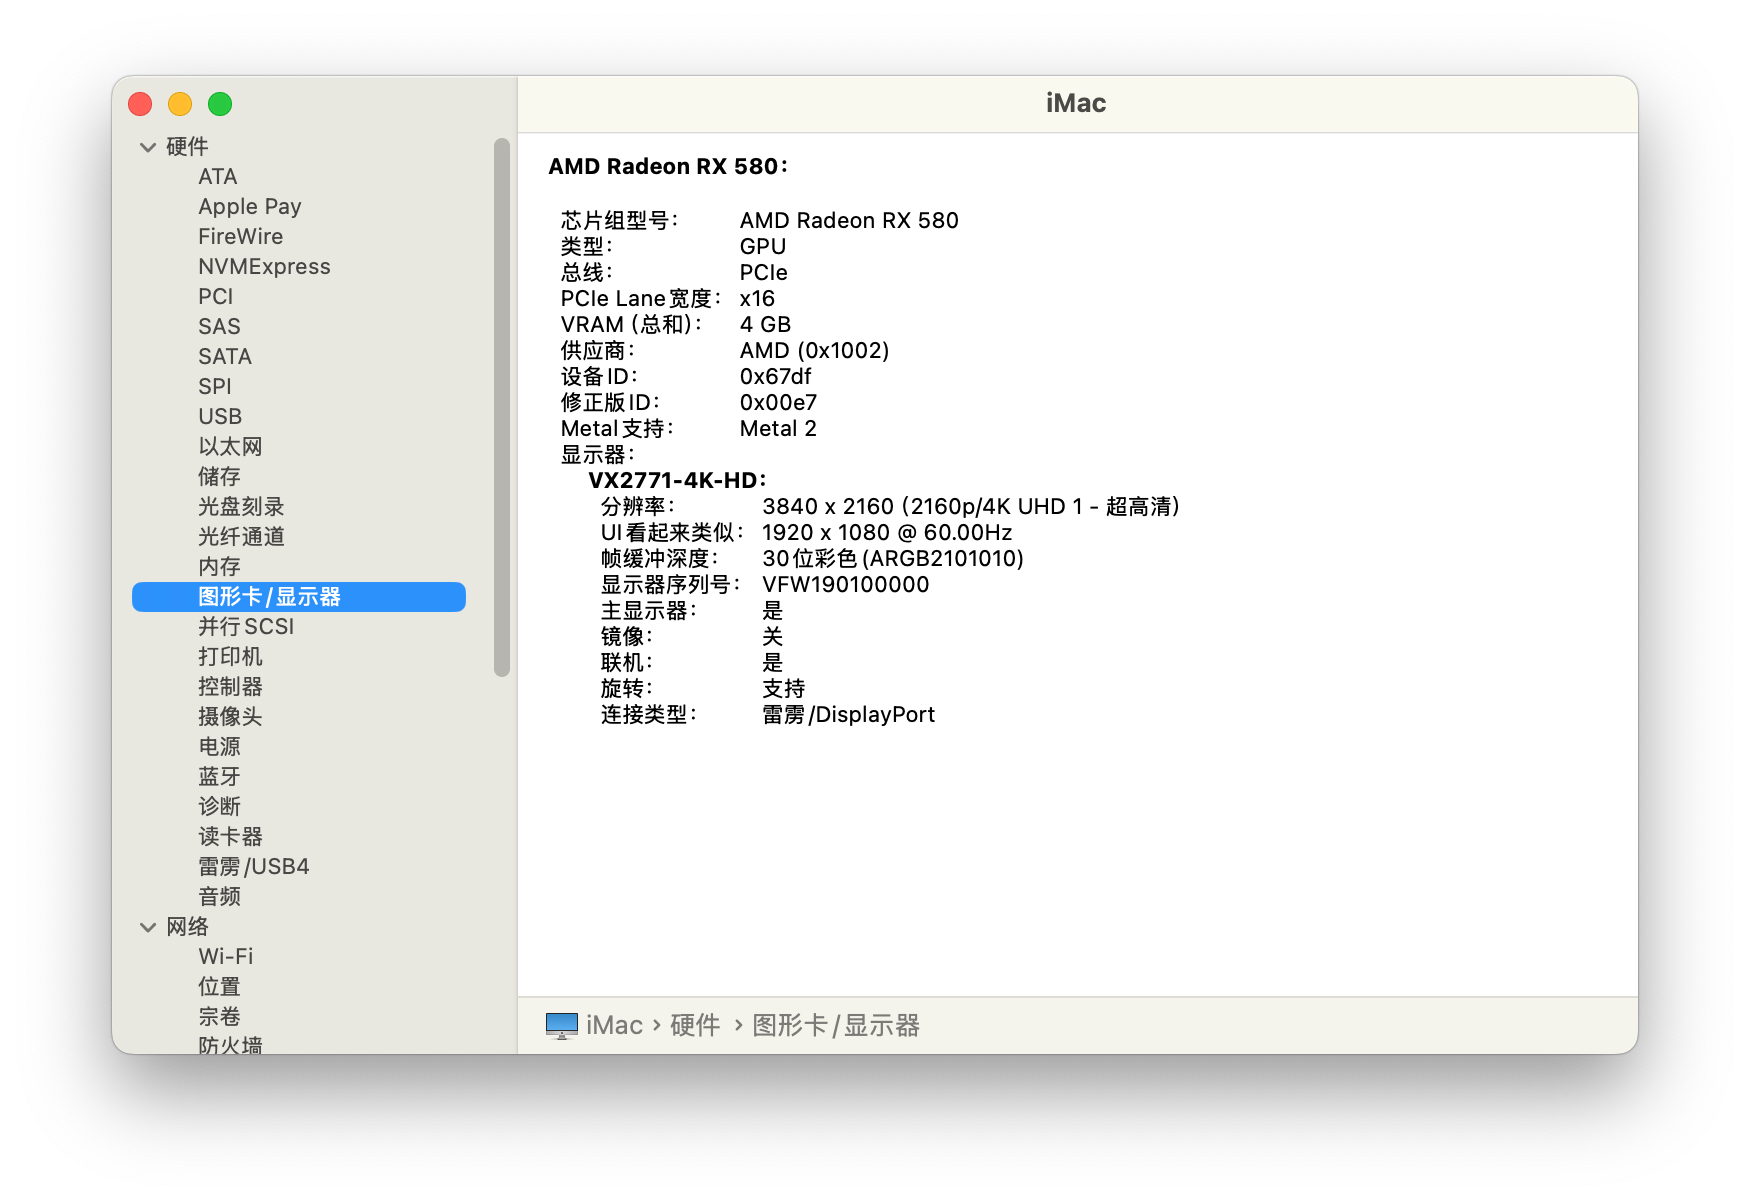 iMac
硬件
ATA
Apple Pay
FireWire
NVMExpress
PCI
SAS
SATA
SPI
USB
以太网
储存
光盘刻录
光纤通道
内存
图形卡/显示器
并行SCSI
打印机
控制器
摄像头
电源
蓝牙
诊断
读卡器
雷雳/USB4
音频
网络
Wi-Fi
位置
宗卷
防火墙
AMD Radeon RX 580：
芯片组型号： AMD Radeon RX 580
类型： GPU
总线： PCIe
PCIe Lane宽度： x16
VRAM（总和）： 4 GB
供应商： AMD (0x1002)
设备ID： 0x67df
修正版ID： 0x00e7
Metal支持： Metal 2
显示器：
VX2771-4K-HD：
分辨率： 3840 x 2160（2160p/4K UHD 1 - 超高清）
UI看起来类似： 1920 x 1080 @ 60.00Hz
帧缓冲深度： 30位彩色(ARGB2101010)
显示器序列号： VFW190100000
主显示器： 是
镜像： 关
联机： 是
旋转： 支持
连接类型： 雷雳/DisplayPort
iMac › 硬件 › 图形卡/显示器